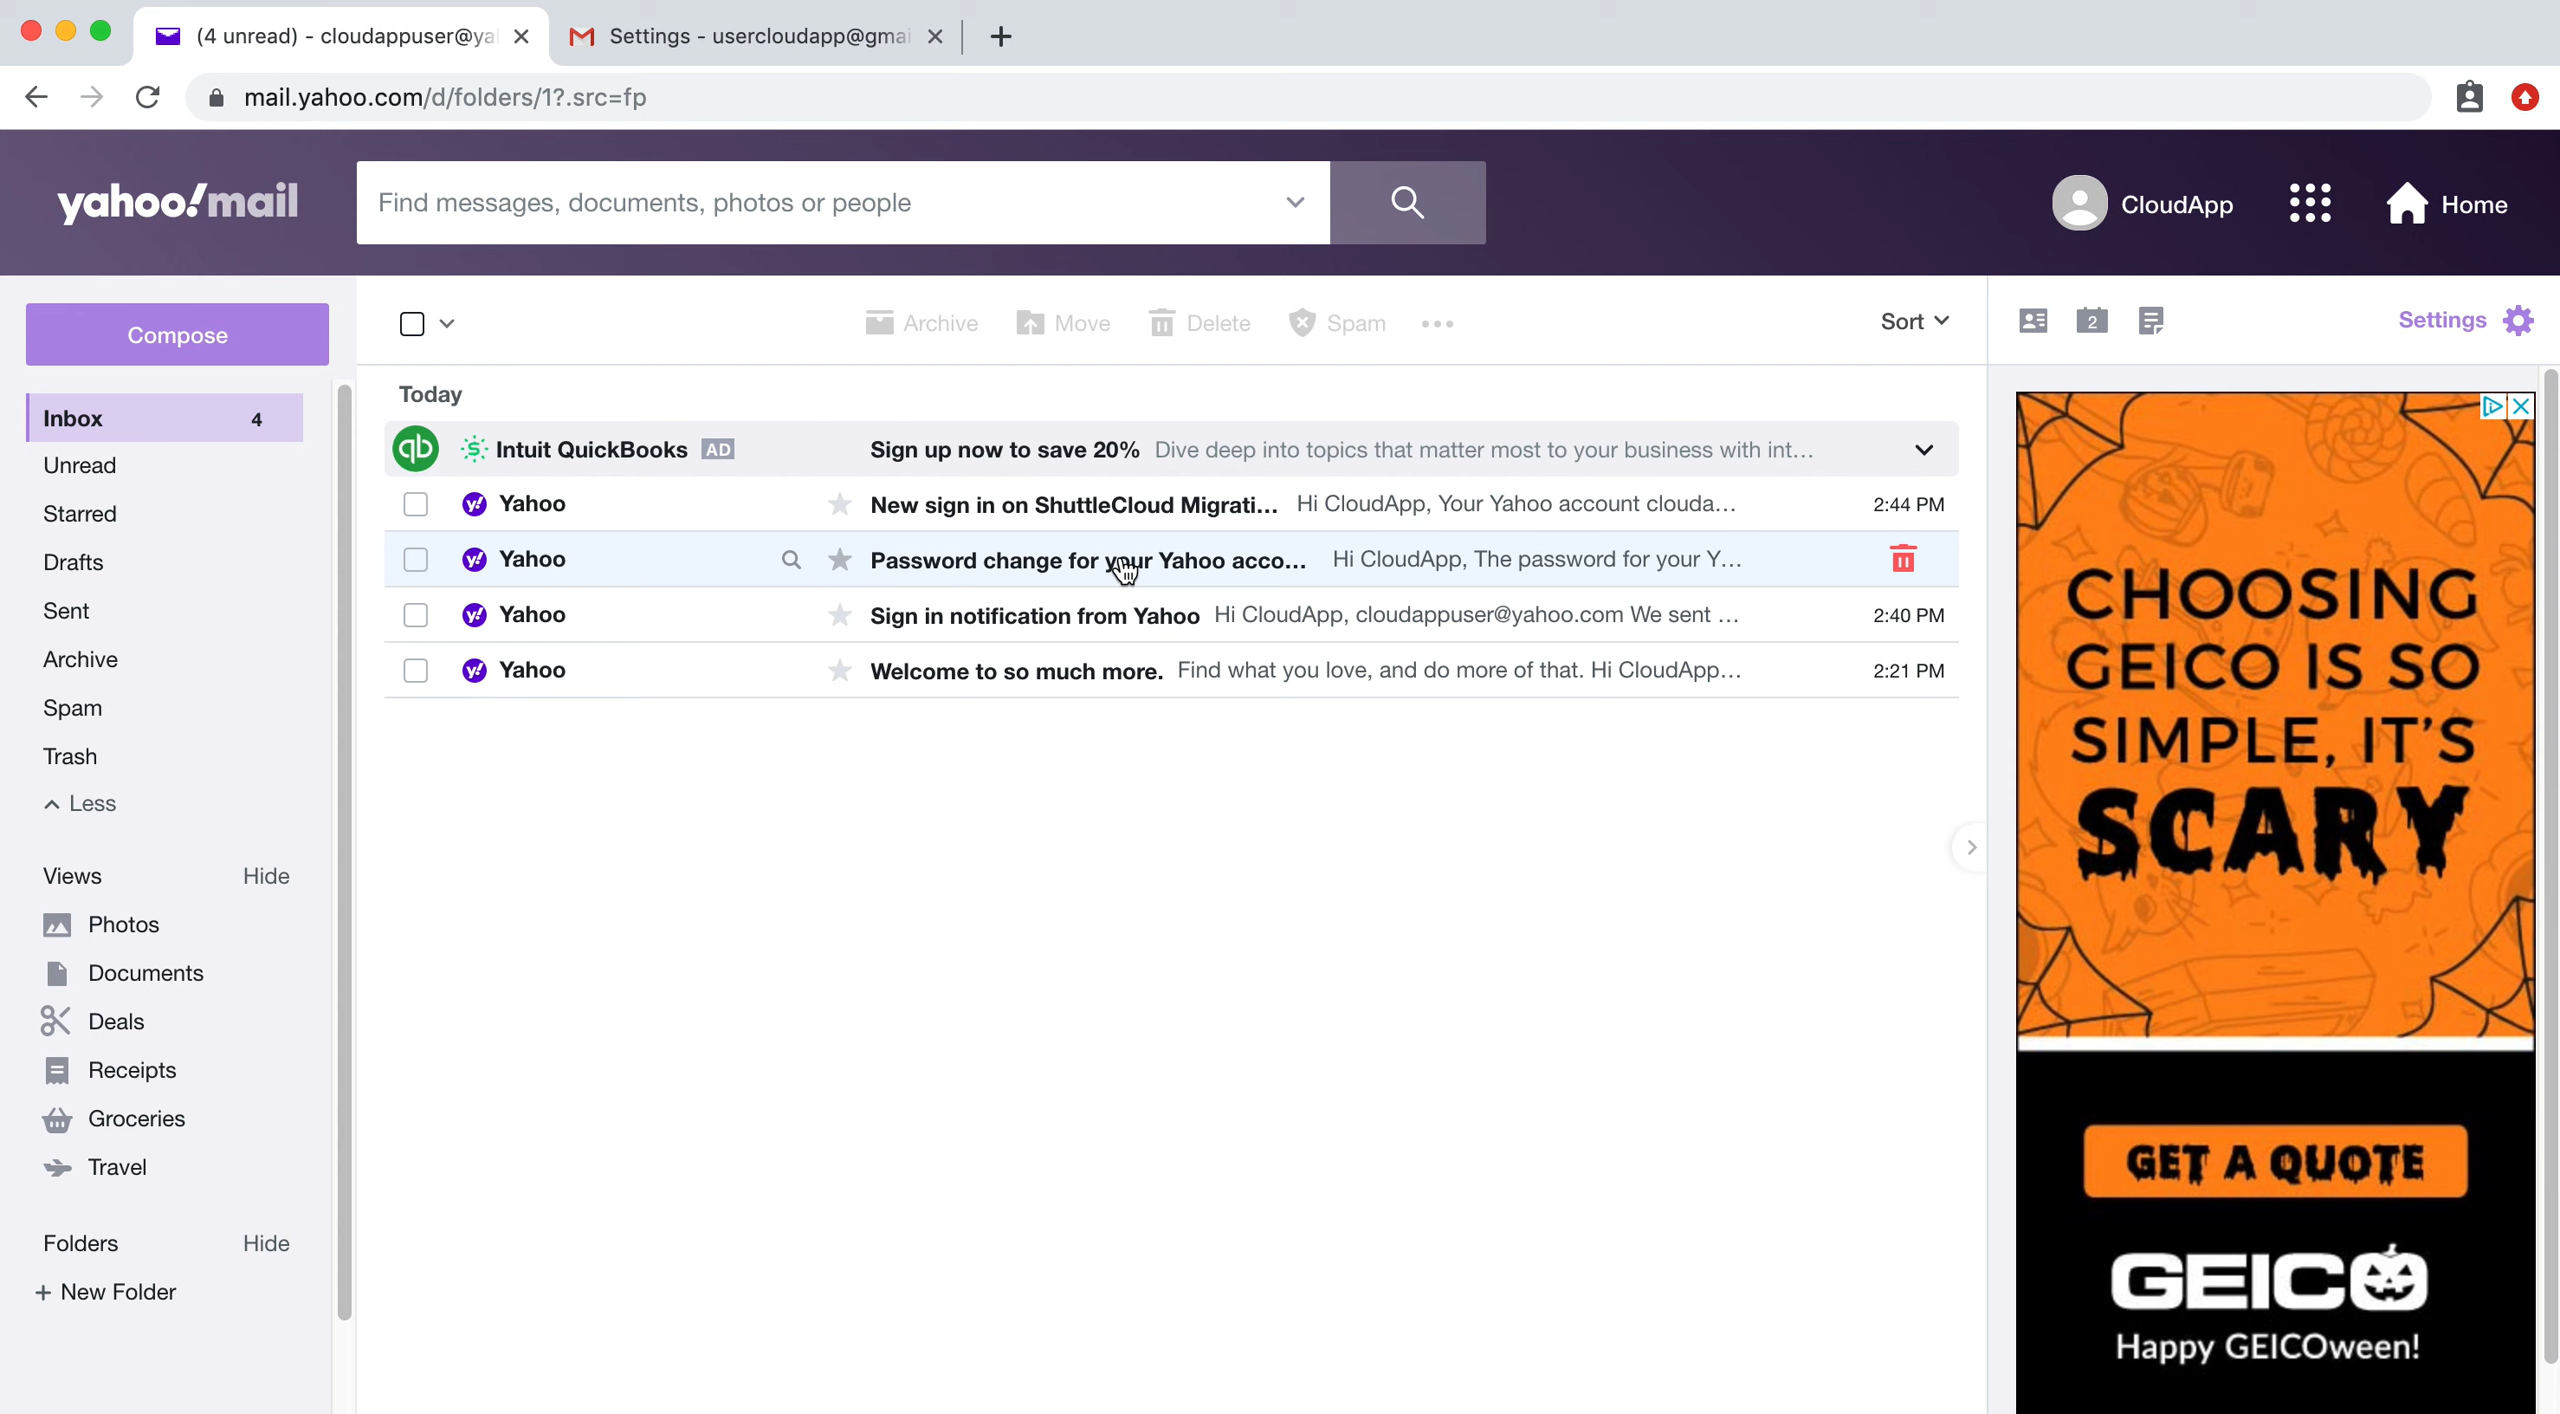 (4 unread) - cloudappuser@ya
Settings - usercloudapp@gmai
mail.yahoo.com/d/folders/1?.src=fp
yahoo!mail
Find messages, documents, photos or people
CloudApp
Home
Compose
Archive
Move
Delete
Spam
Sort
2
Settings
Inbox 4
Unread
Starred
Drafts
Sent
Archive
Spam
Trash
Less
Views Hide
Photos
Documents
Deals
Receipts
Groceries
Travel
Folders Hide
+ New Folder
Today
qb $ Intuit QuickBooks AD Sign up now to save 20% Dive deep into topics that matter most to your business with int...
y! Yahoo New sign in on ShuttleCloud Migrati... Hi CloudApp, Your Yahoo account clouda... 2:44 PM
y! Yahoo Password change for your Yahoo acco... Hi CloudApp, The password for your Y...
y! Yahoo Sign in notification from Yahoo Hi CloudApp, cloudappuser@yahoo.com We sent ... 2:40 PM
y! Yahoo Welcome to so much more. Find what you love, and do more of that. Hi CloudApp... 2:21 PM
CHOOSING
GEICO IS SO
SIMPLE, IT'S
SCARY
GET A QUOTE
GEICO
Happy GEICOween!